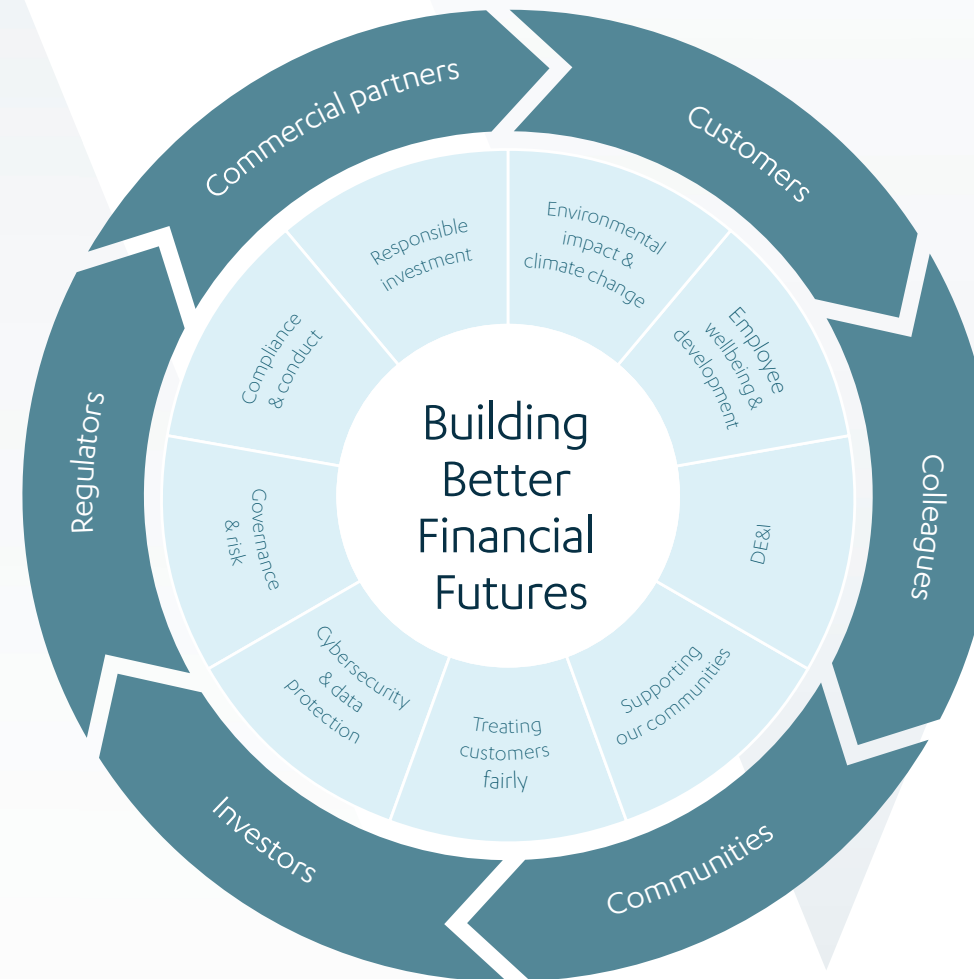 Building
Better
Financial
Futures
Customers
Colleagues
Communities
Investors
Regulators
Commercial partners
Environmental
impact &
climate change
Employee
wellbeing &
development
DE&I
Supporting
our communities
Treating
customers
fairly
Cybersecurity
& data
protection
Governance
& risk
Compliance
& conduct
Responsible
investment